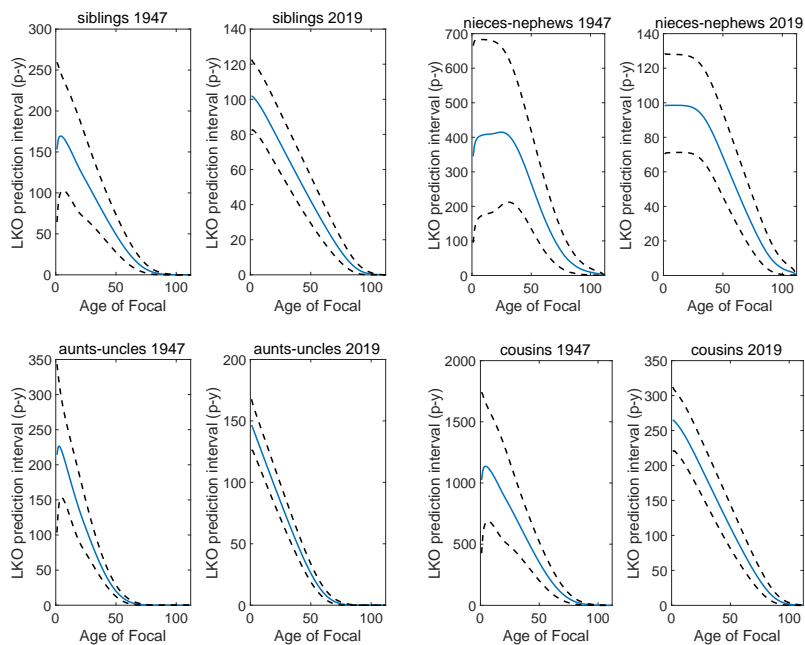 siblings 1947
LKO prediction interval (p-y)
300
250
200
150
100
50
0
0 50 100
Age of Focal
siblings 2019
LKO prediction interval (p-y)
140
120
100
80
60
40
20
0
0 50 100
Age of Focal
nieces-nephews 1947
LKO prediction interval (p-y)
700
600
500
400
300
200
100
0
0 50 100
Age of Focal
nieces-nephews 2019
LKO prediction interval (p-y)
140
120
100
80
60
40
20
0
0 50 100
Age of Focal
aunts-uncles 1947
LKO prediction interval (p-y)
350
300
250
200
150
100
50
0
0 50 100
Age of Focal
aunts-uncles 2019
LKO prediction interval (p-y)
200
150
100
50
0
0 50 100
Age of Focal
cousins 1947
LKO prediction interval (p-y)
2000
1500
1000
500
0
0 50 100
Age of Focal
cousins 2019
LKO prediction interval (p-y)
350
300
250
200
150
100
50
0
0 50 100
Age of Focal